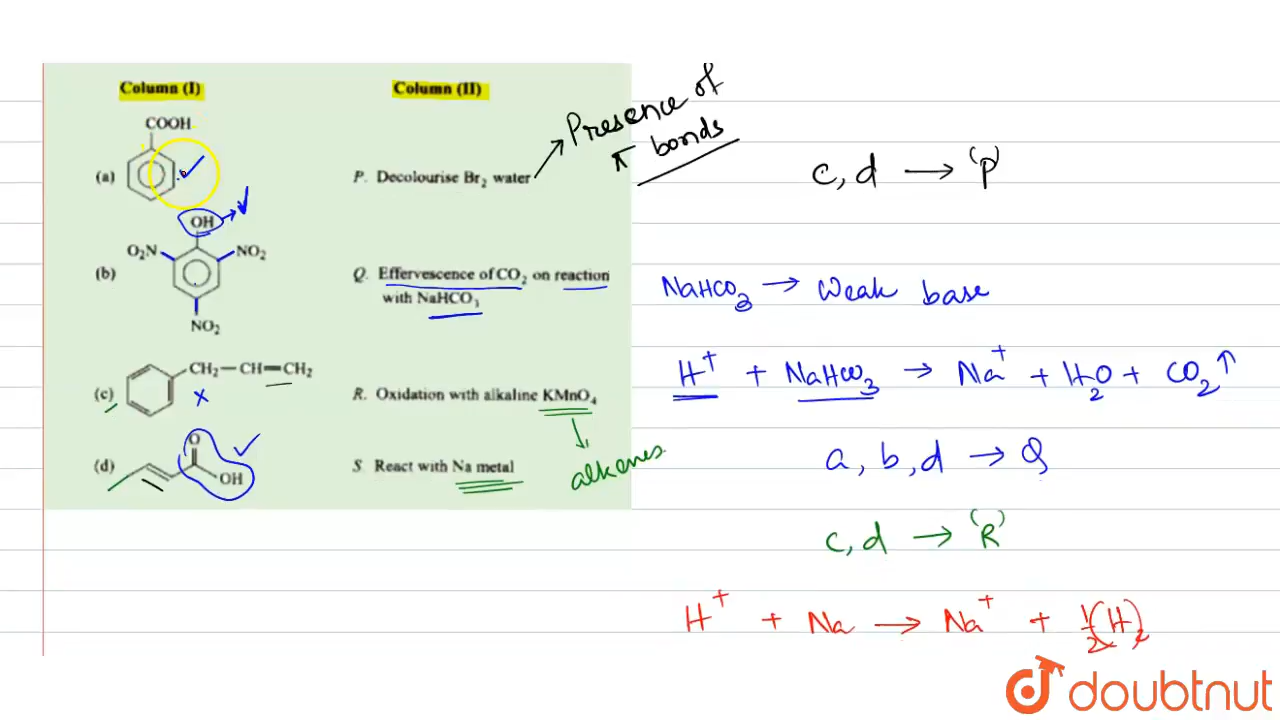 Column (I)
Column (II)
COOH
(a)
P. Decolourise Br2 water
Presence of
π bonds
c, d → (P)
OH
O2N
NO2
(b)
NO2
Q. Effervescence of CO2 on reaction
with NaHCO3
NaHCO3 → Weak base
H+ + NaHCO3 → Na+ + H2O + CO2 ↑
CH2—CH=CH2
(c)
R. Oxidation with alkaline KMnO4
alkenes
a, b, d → Q
O
(d)
OH
S. React with Na metal
c, d → (R)
H+ + Na → Na+ + 1/2 (H)2
doubtnut